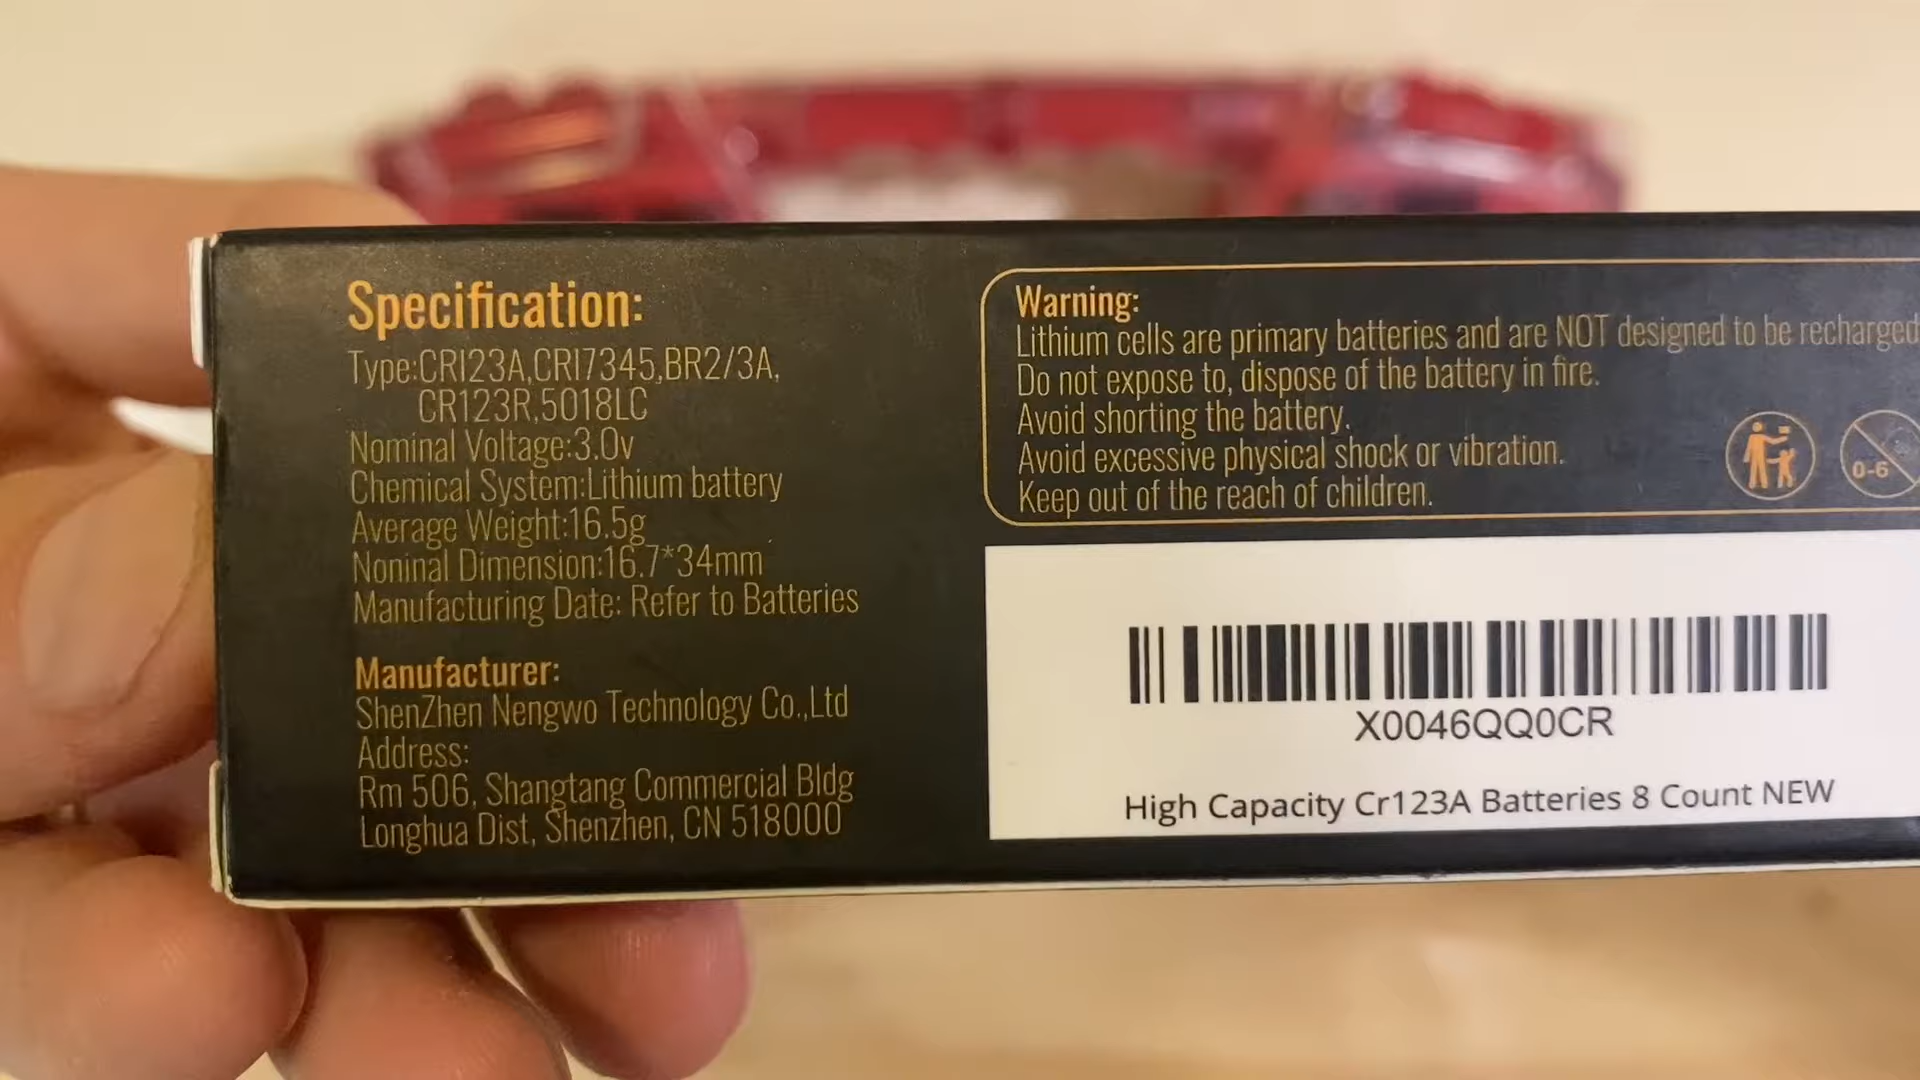 Specification:
Type:CR123A,CR17345,BR2/3A,
CR123R,5018LC
Nominal Voltage:3.0v
Chemical System:Lithium battery
Average Weight:16.5g
Noninal Dimension:16.7*34mm
Manufacturing Date: Refer to Batteries
Manufacturer:
ShenZhen Nengwo Technology Co.,Ltd
Address:
Rm 506, Shangtang Commercial Bldg
Longhua Dist, Shenzhen, CN 518000
Warning:
Lithium cells are primary batteries and are NOT designed to be recharged
Do not expose to, dispose of the battery in fire.
Avoid shorting the battery.
Avoid excessive physical shock or vibration.
Keep out of the reach of children.
0-6
X0046QQ0CR
High Capacity Cr123A Batteries 8 Count NEW